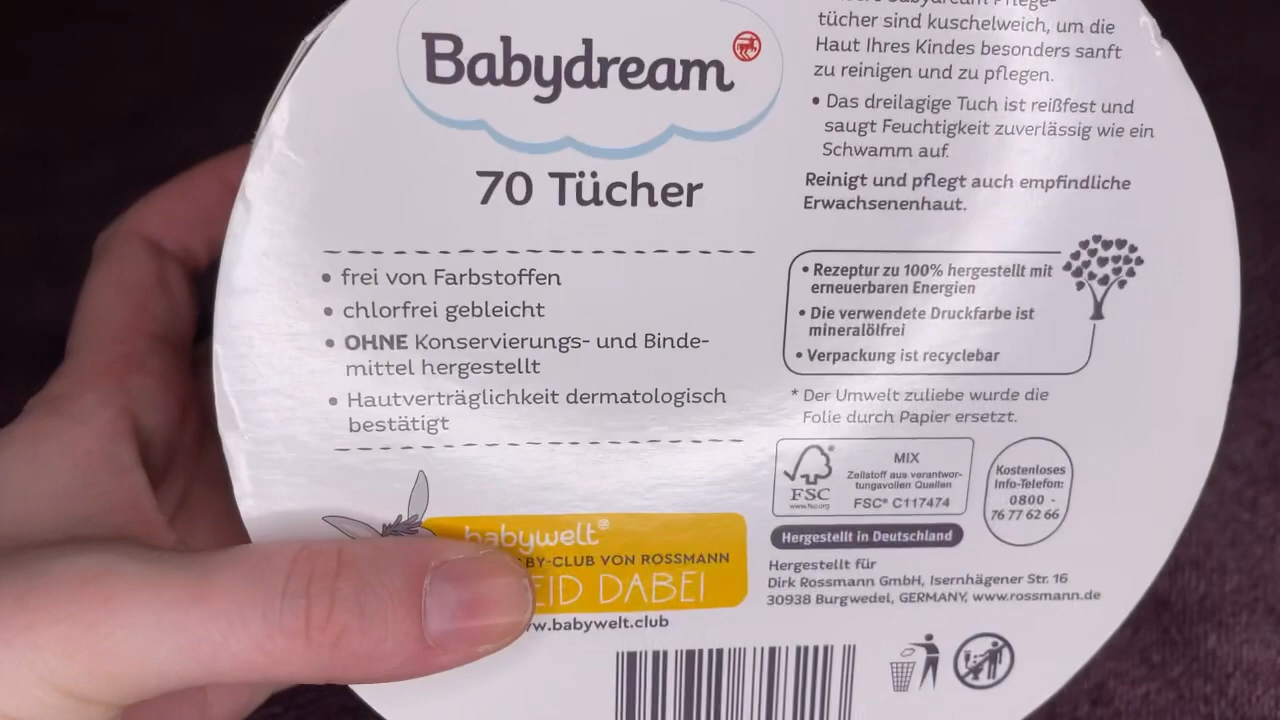 Babydream
70 Tücher
• frei von Farbstoffen
• chlorfrei gebleicht
• OHNE Konservierungs- und Binde-
mittel hergestellt
• Hautverträglichkeit dermatologisch
bestätigt
babywelt®
BY-CLUB VON ROSSMANN
EID DABEI
w.babywelt.club
tücher sind kuschelweich, um die
Haut Ihres Kindes besonders sanft
zu reinigen und zu pflegen.
• Das dreilagige Tuch ist reißfest und
saugt Feuchtigkeit zuverlässig wie ein
Schwamm auf.
Reinigt und pflegt auch empfindliche
Erwachsenenhaut.
• Rezeptur zu 100% hergestellt mit
erneuerbaren Energien
• Die verwendete Druckfarbe ist
mineralölfrei
• Verpackung ist recyclebar
* Der Umwelt zuliebe wurde die
Folie durch Papier ersetzt.
FSC
www.fsc.org
MIX
Zellstoff aus verantwor-
tungsvollen Quellen
FSC® C117474
Kostenloses
Info-Telefon:
0800 -
76 77 62 66
Hergestellt in Deutschland
Hergestellt für
Dirk Rossmann GmbH, Isernhägener Str. 16
30938 Burgwedel, GERMANY, www.rossmann.de